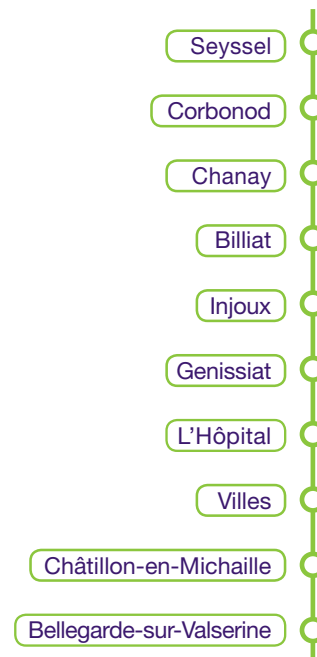 Seyssel
Corbonod
Chanay
Billiat
Injoux
Genissiat
L'Hôpital
Villes
Châtillon-en-Michaille
Bellegarde-sur-Valserine